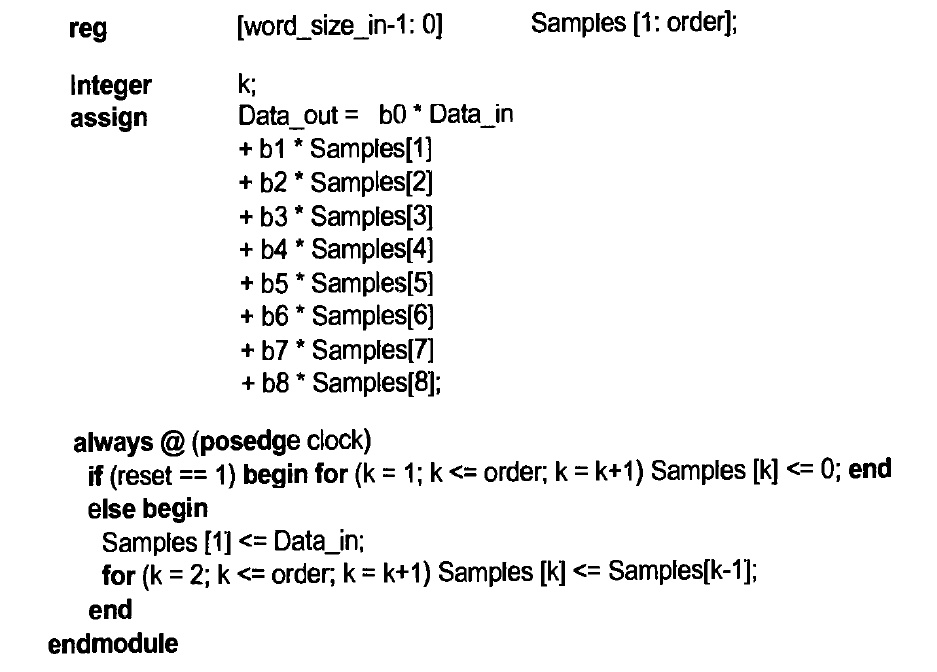 reg [word_size_in-1: 0] Samples [1: order];
Integer k;
assign Data_out = b0 * Data_in
+ b1 * Samples[1]
+ b2 * Samples[2]
+ b3 * Samples[3]
+ b4 * Samples[4]
+ b5 * Samples[5]
+ b6 * Samples[6]
+ b7 * Samples[7]
+ b8 * Samples[8];
always @ (posedge clock)
if (reset == 1) begin for (k = 1; k <= order; k = k+1) Samples [k] <= 0; end
else begin
Samples [1] <= Data_in;
for (k = 2; k <= order; k = k+1) Samples [k] <= Samples[k-1];
end
endmodule